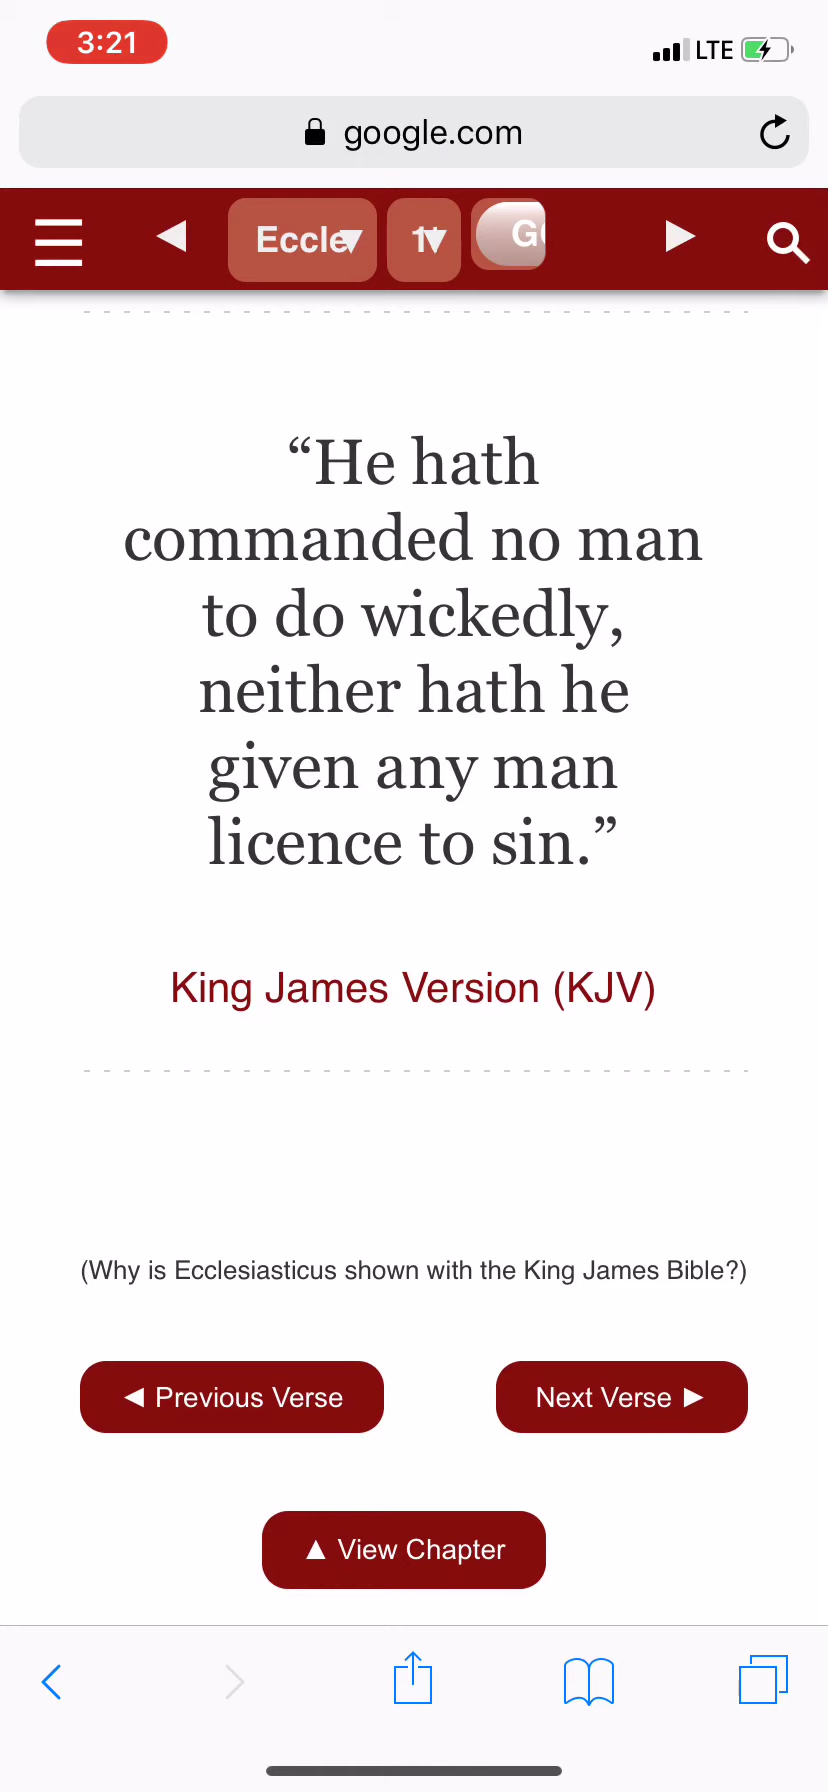 3:21
LTE
google.com
“He hath
commanded no man
to do wickedly,
neither hath he
given any man
licence to sin.”
King James Version (KJV)
(Why is Ecclesiasticus shown with the King James Bible?)
◀ Previous Verse
Next Verse ▶
▲ View Chapter